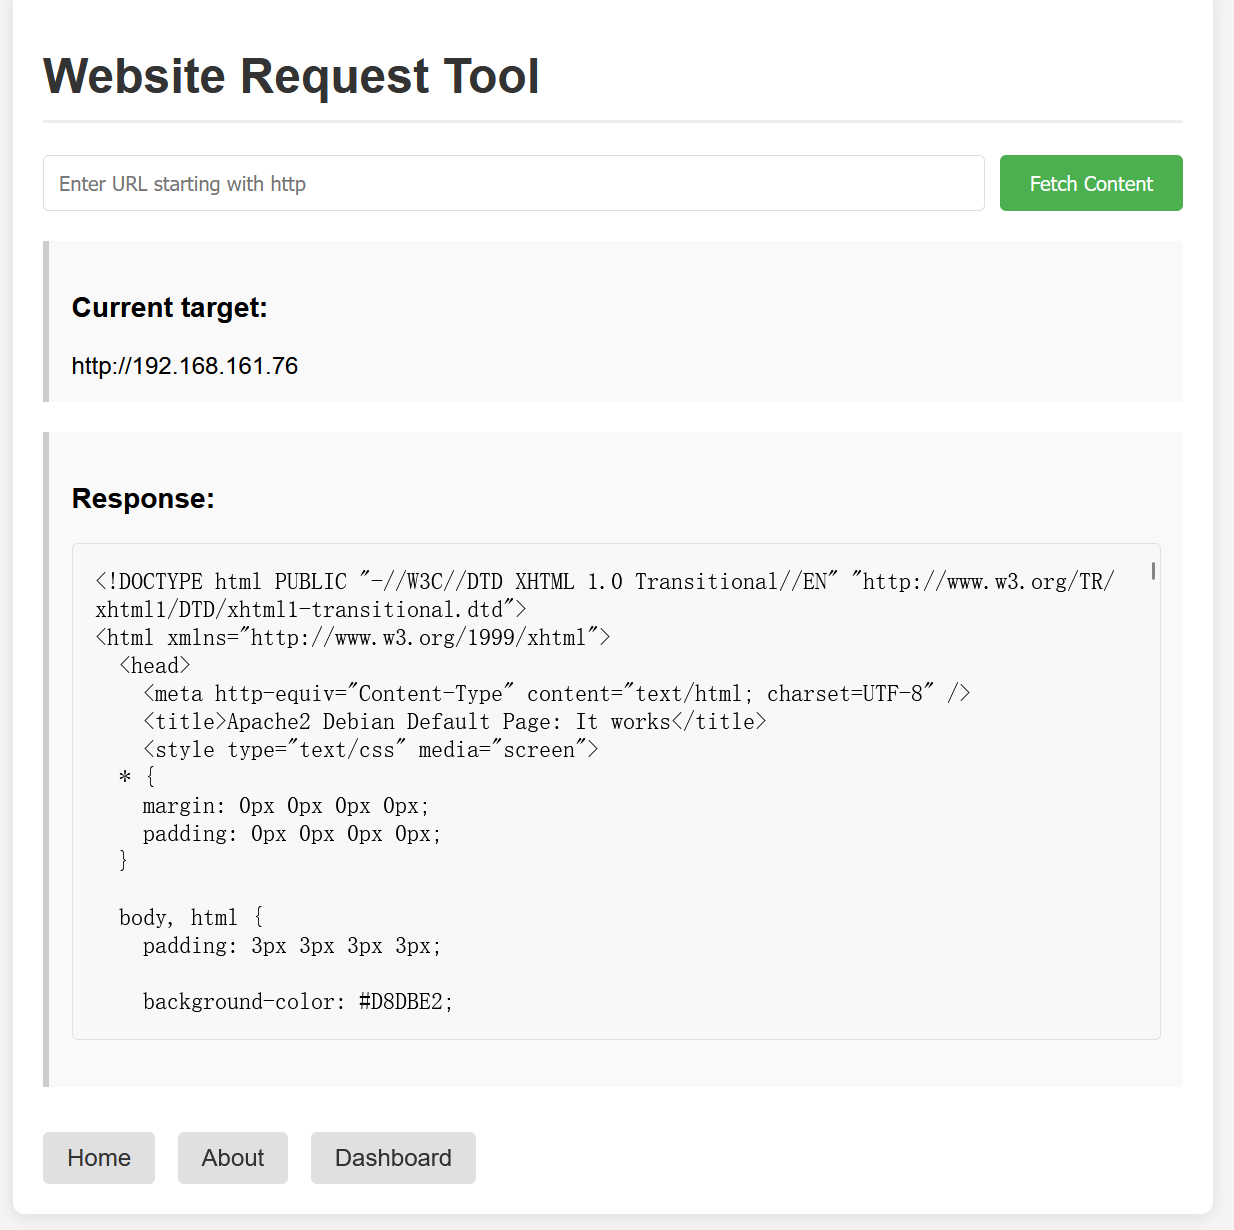 Website Request Tool
Enter URL starting with http
Fetch Content
Current target:
http://192.168.161.76
Response:
<!DOCTYPE html PUBLIC "-//W3C//DTD XHTML 1.0 Transitional//EN" "http://www.w3.org/TR/
xhtml1/DTD/xhtml1-transitional.dtd">
<html xmlns="http://www.w3.org/1999/xhtml">
  <head>
    <meta http-equiv="Content-Type" content="text/html; charset=UTF-8" />
    <title>Apache2 Debian Default Page: It works</title>
    <style type="text/css" media="screen">
  * {
    margin: 0px 0px 0px 0px;
    padding: 0px 0px 0px 0px;
  }
  body, html {
    padding: 3px 3px 3px 3px;
    background-color: #D8DBE2;
Home
About
Dashboard